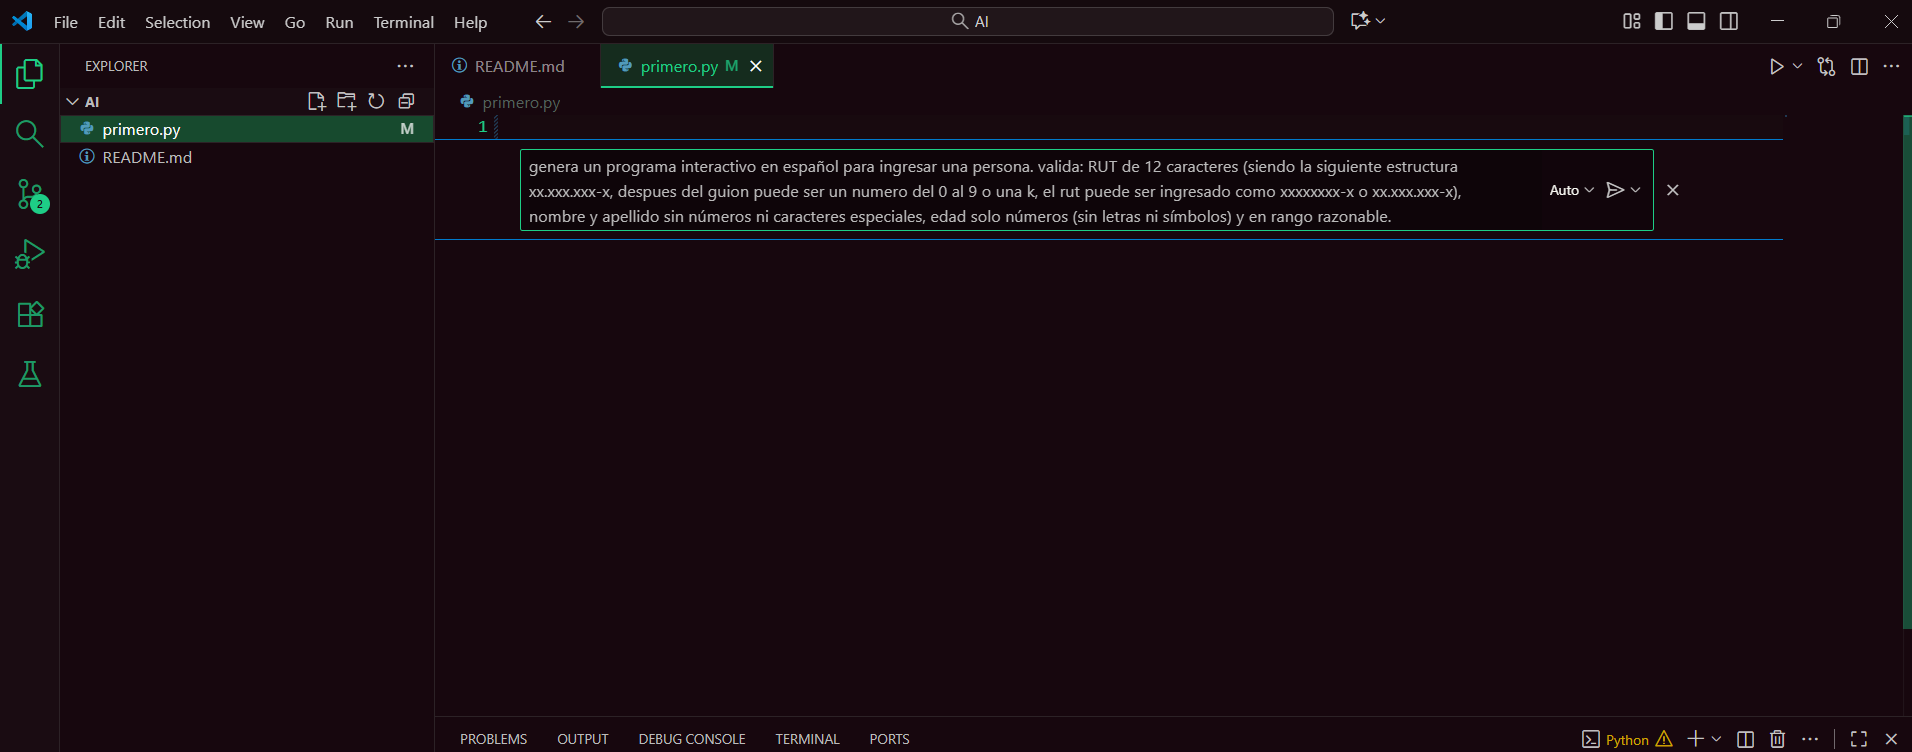 File Edit Selection View Go Run Terminal Help
AI
EXPLORER
AI
primero.py M
README.md
2
README.md
primero.py M
primero.py
1
genera un programa interactivo en español para ingresar una persona. valida: RUT de 12 caracteres (siendo la siguiente estructura
xx.xxx.xxx-x, despues del guion puede ser un numero del 0 al 9 o una k, el rut puede ser ingresado como xxxxxxxx-x o xx.xxx.xxx-x),
nombre y apellido sin números ni caracteres especiales, edad solo números (sin letras ni símbolos) y en rango razonable.
Auto
PROBLEMS OUTPUT DEBUG CONSOLE TERMINAL PORTS
Python